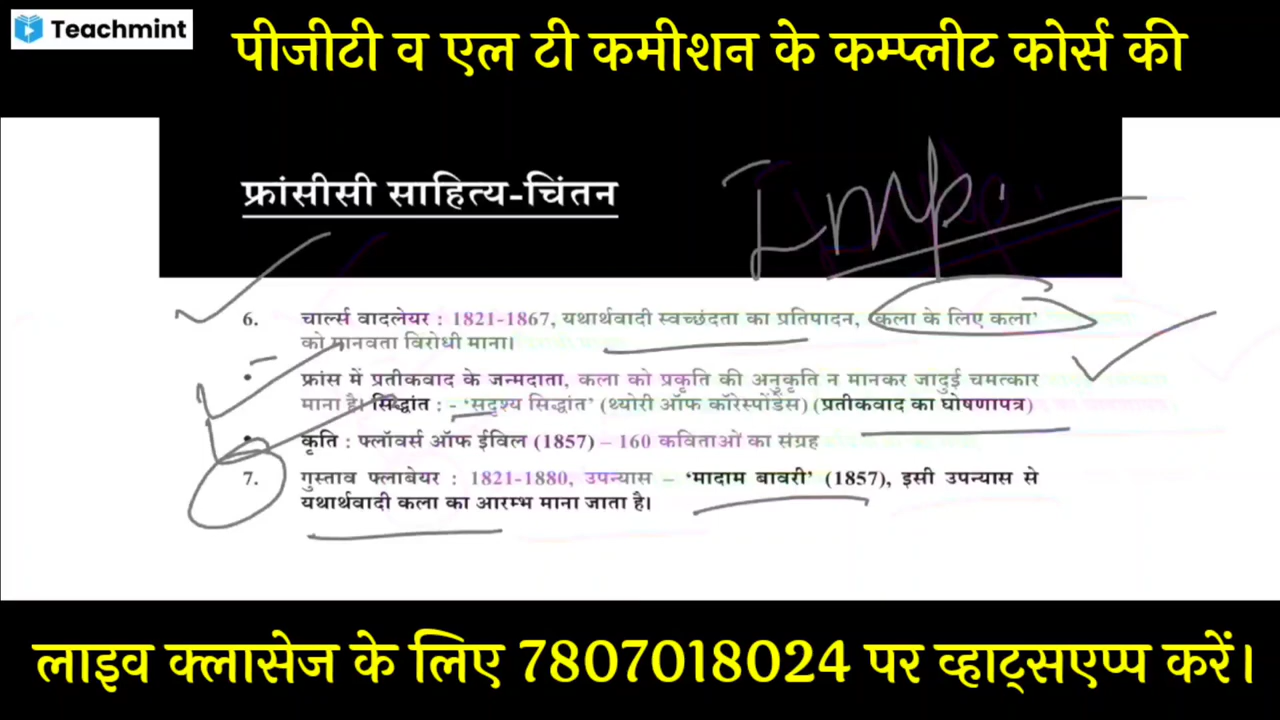 Teachmint
पीजीटी व एल टी कमीशन के कम्प्लीट कोर्स की
फ्रांसीसी साहित्य-चिंतन
Imp.
6. चार्ल्स वादलेयर : 1821-1867, यथार्थवादी स्वच्छंदता का प्रतिपादन, 'कला के लिए कला'
को मानवता विरोधी माना।
• फ्रांस में प्रतीकवाद के जन्मदाता, कला को प्रकृति की अनुकृति न मानकर जादुई चमत्कार
माना है। सिद्धांत : - 'सदृश्य सिद्धांत' (थ्योरी ऑफ कॉरेस्पोंडेंस) (प्रतीकवाद का घोषणापत्र)
• कृति : फ्लॉवर्स ऑफ ईविल (1857) – 160 कविताओं का संग्रह
7. गुस्ताव फ्लाबेयर : 1821-1880, उपन्यास – 'मादाम बावरी' (1857), इसी उपन्यास से
यथार्थवादी कला का आरम्भ माना जाता है।
लाइव क्लासेज के लिए 7807018024 पर व्हाट्सएप्प करें।